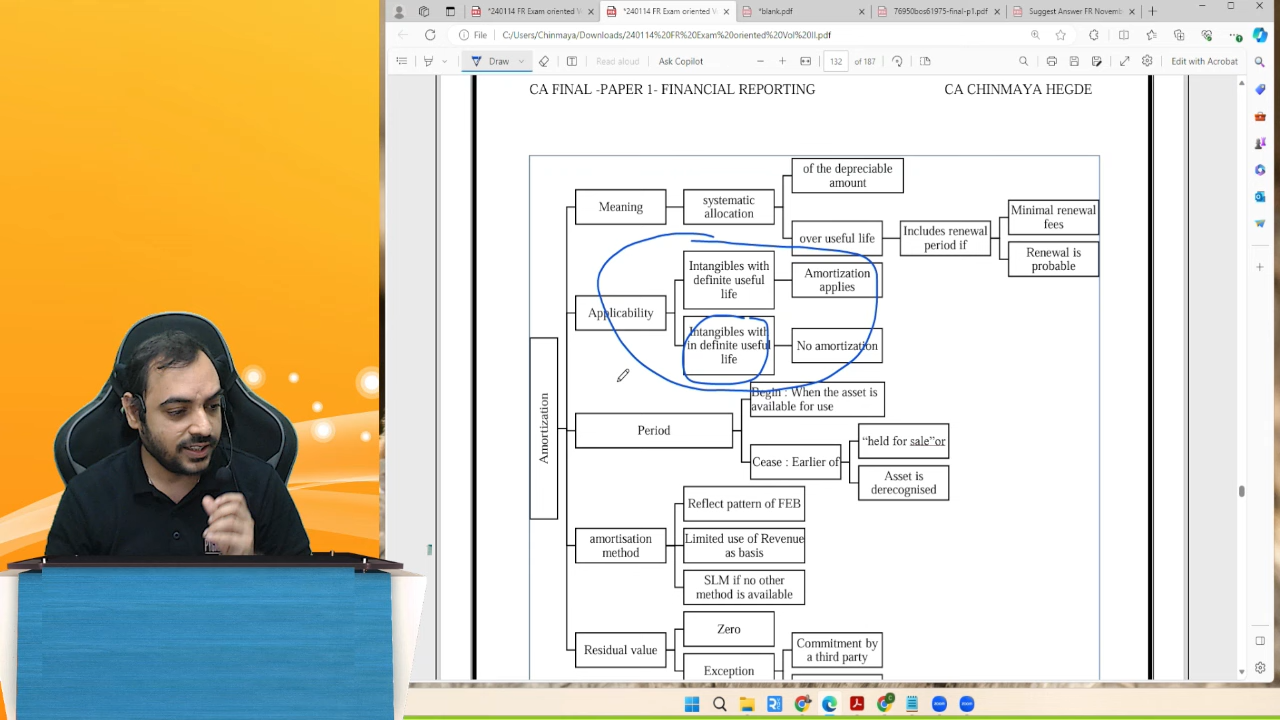 *240114 FR Exam oriented V
*240114 FR Exam oriented V
*blank.pdf
76950bos61975-final-p1.pdf
Suggest Answer FR Novemb
File
C:/Users/Chinmaya/Downloads/240114%20FR%20Exam%20oriented%20Vol%20II.pdf
Draw
Read aloud
Ask Copilot
132 of 187
Edit with Acrobat
CA FINAL -PAPER 1- FINANCIAL REPORTING
CA CHINMAYA HEGDE
Amortization
Meaning
systematic
allocation
of the depreciable
amount
over useful life
Includes renewal
period if
Minimal renewal
fees
Renewal is
probable
Applicability
Intangibles with
definite useful
life
Amortization
applies
Intangibles with
in definite useful
life
No amortization
Period
Begin : When the asset is
available for use
Cease : Earlier of
“held for sale”or
Asset is
derecognised
amortisation
method
Reflect pattern of FEB
Limited use of Revenue
as basis
SLM if no other
method is available
Residual value
Zero
Exception
Commitment by
a third party